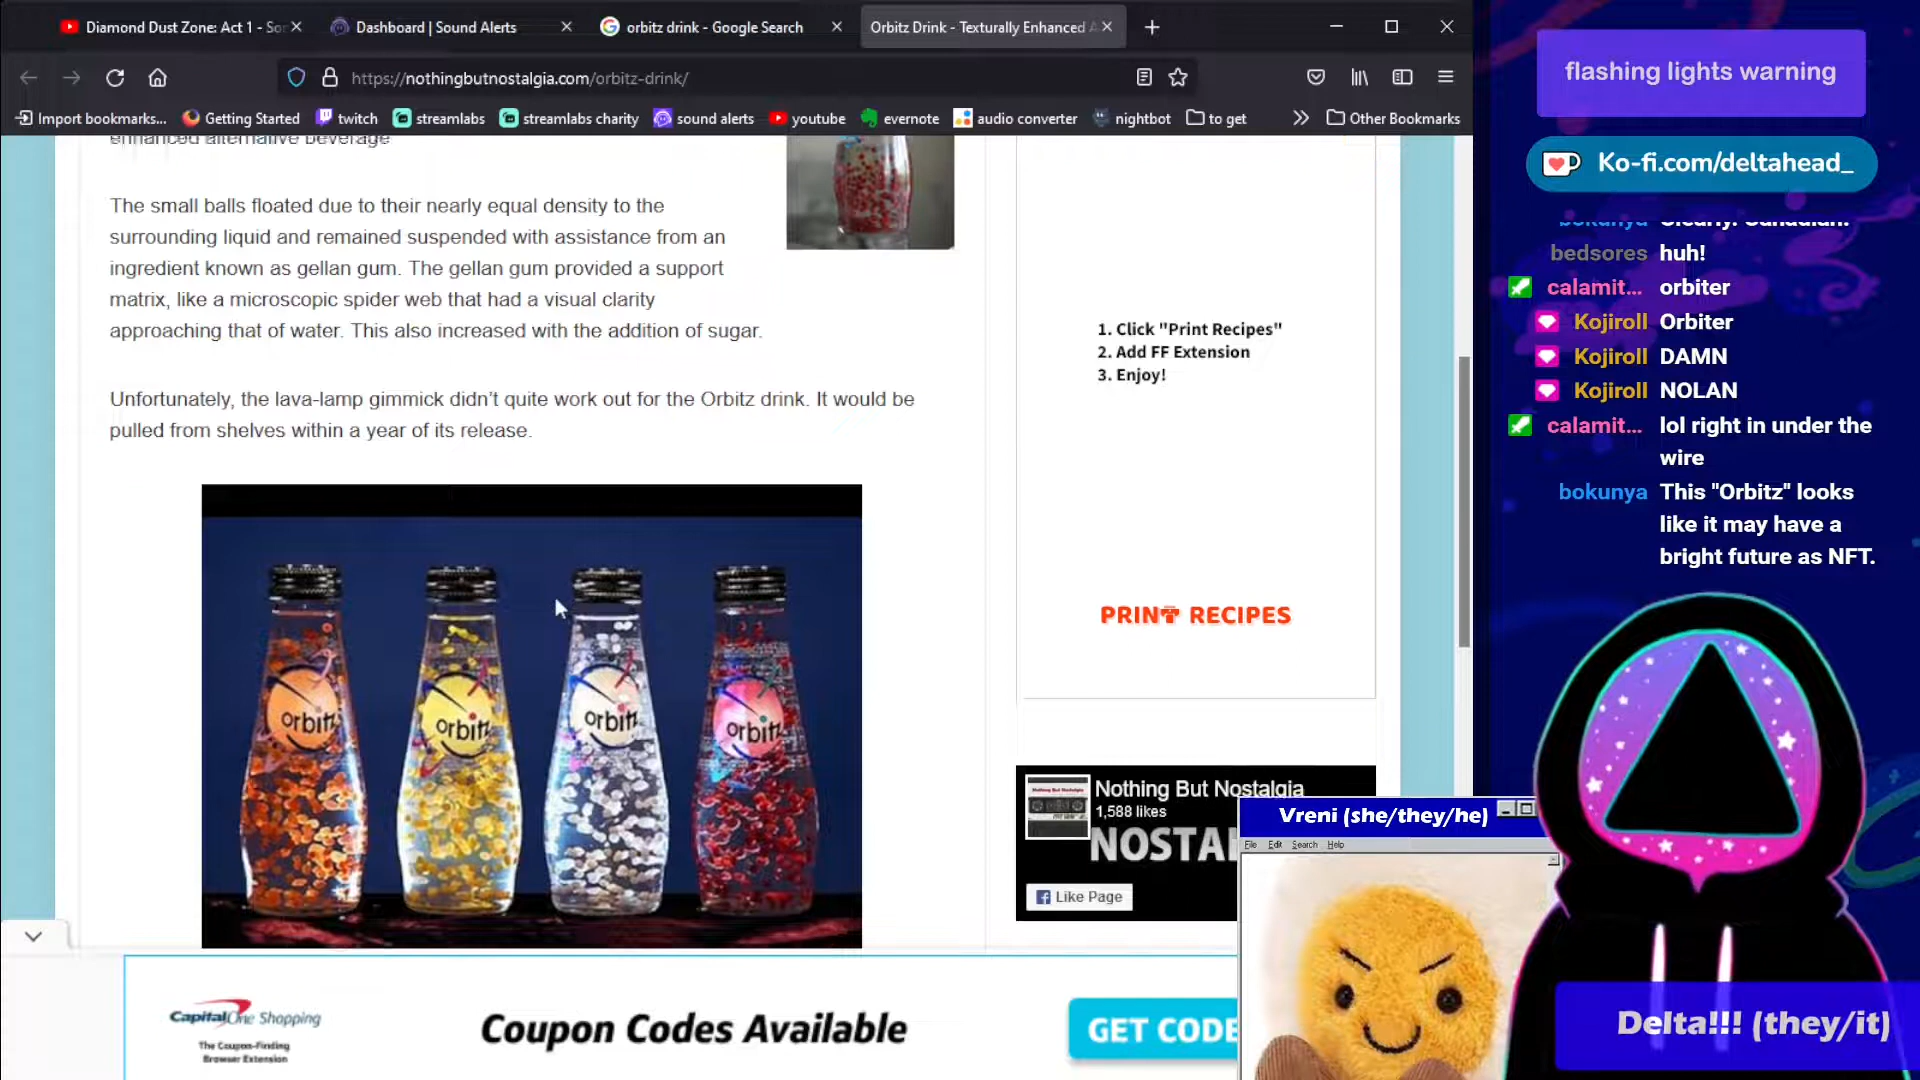 Diamond Dust Zone: Act 1 - Son
Dashboard | Sound Alerts
orbitz drink - Google Search
Orbitz Drink - Texturally Enhanced A
https://nothingbutnostalgia.com/orbitz-drink/
Import bookmarks...
Getting Started
twitch
streamlabs
streamlabs charity
sound alerts
youtube
evernote
audio converter
nightbot
to get
Other Bookmarks
enhanced alternative beverage
The small balls floated due to their nearly equal density to the
surrounding liquid and remained suspended with assistance from an
ingredient known as gellan gum. The gellan gum provided a support
matrix, like a microscopic spider web that had a visual clarity
approaching that of water. This also increased with the addition of sugar.
Unfortunately, the lava-lamp gimmick didn't quite work out for the Orbitz drink. It would be
pulled from shelves within a year of its release.
orbitz
orbitz
orbitz
orbitz
1. Click "Print Recipes"
2. Add FF Extension
3. Enjoy!
PRINT RECIPES
Nothing But Nostalgia
1,588 likes
NOSTA
Like Page
Capital One Shopping
The Coupon-Finding
Browser Extension
Coupon Codes Available
GET CODE
flashing lights warning
Ko-fi.com/deltahead_
bokunya Clearly! Canadian!
bedsores huh!
calamit... orbiter
Kojiroll Orbiter
Kojiroll DAMN
Kojiroll NOLAN
calamit... lol right in under the
wire
bokunya This "Orbitz" looks
like it may have a
bright future as NFT.
Vreni (she/they/he)
File Edit Search Help
Delta!!! (they/it)